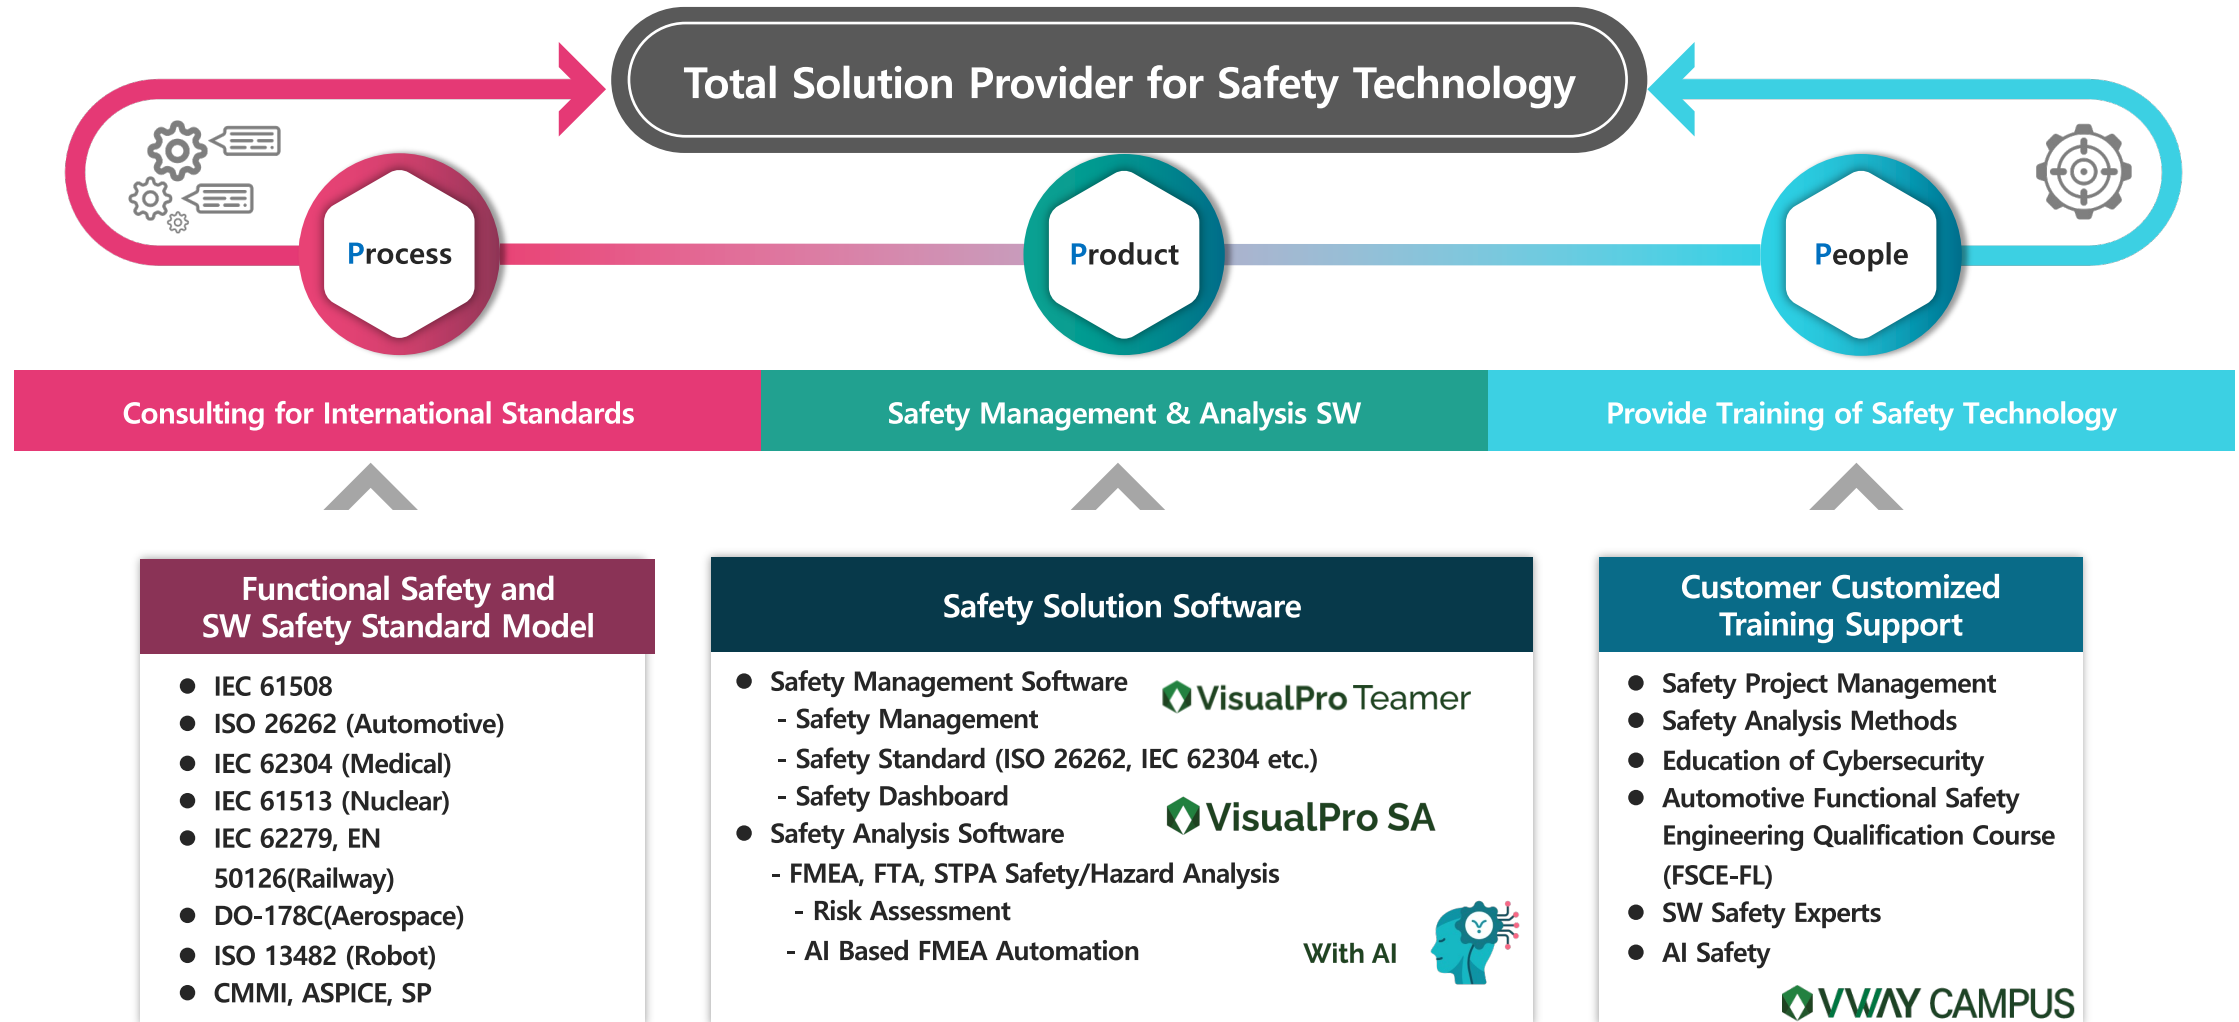 Total Solution Provider for Safety Technology
Process
Product
People
Consulting for International Standards
Safety Management & Analysis SW
Provide Training of Safety Technology
Functional Safety and
SW Safety Standard Model
● IEC 61508
● ISO 26262 (Automotive)
● IEC 62304 (Medical)
● IEC 61513 (Nuclear)
● IEC 62279, EN
50126(Railway)
● DO-178C(Aerospace)
● ISO 13482 (Robot)
● CMMI, ASPICE, SP
Safety Solution Software
● Safety Management Software
VisualPro Teamer
- Safety Management
- Safety Standard (ISO 26262, IEC 62304 etc.)
- Safety Dashboard
VisualPro SA
● Safety Analysis Software
- FMEA, FTA, STPA Safety/Hazard Analysis
- Risk Assessment
- AI Based FMEA Automation
With AI
Customer Customized
Training Support
● Safety Project Management
● Safety Analysis Methods
● Education of Cybersecurity
● Automotive Functional Safety
Engineering Qualification Course
(FSCE-FL)
● SW Safety Experts
● AI Safety
VWAY CAMPUS